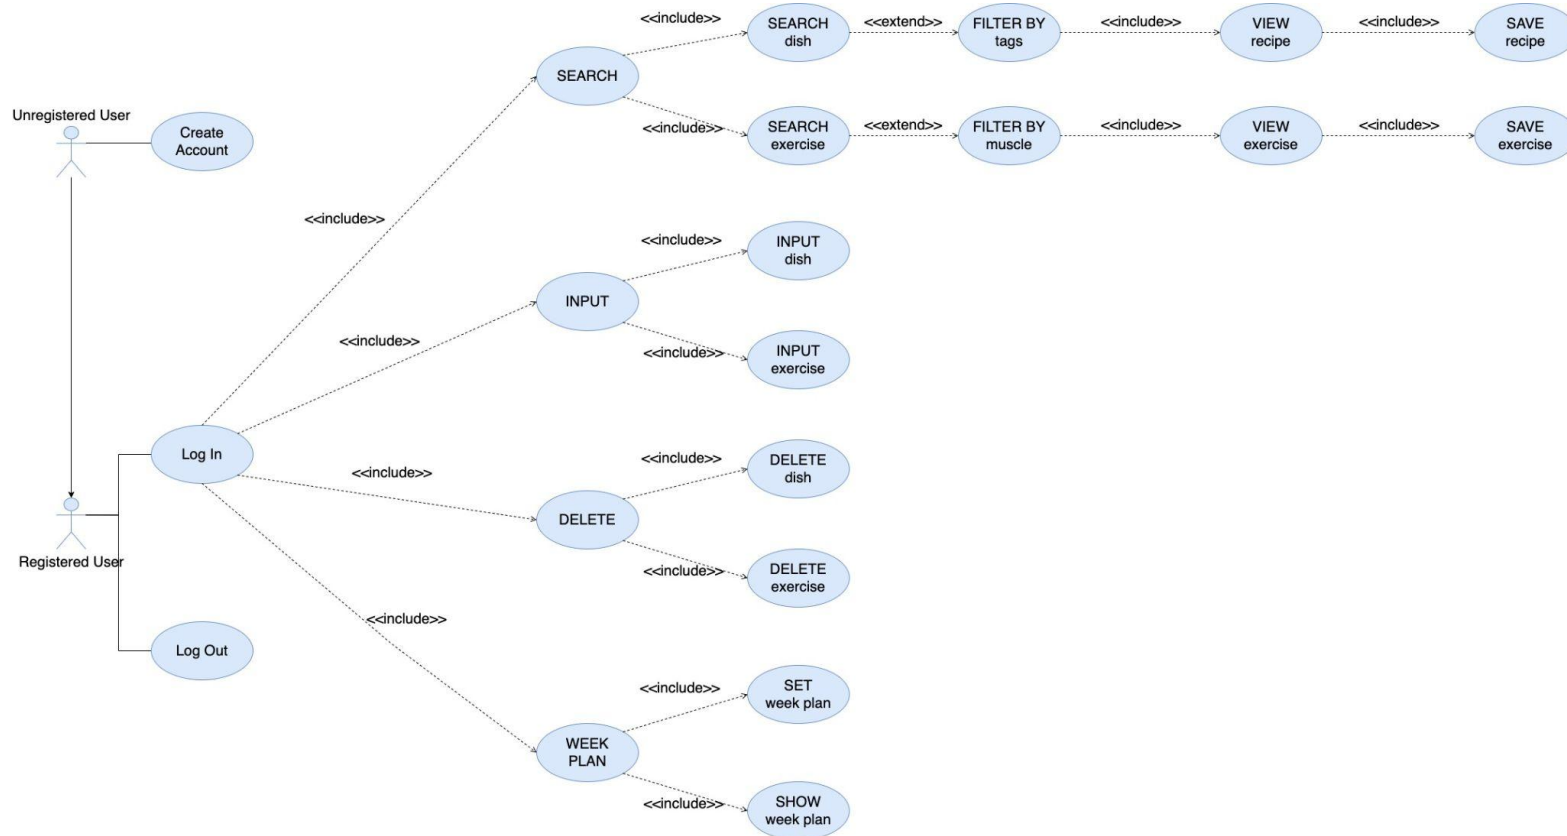 <<include>>
SEARCH
dish
<<extend>>
FILTER BY
tags
<<include>>
VIEW
recipe
<<include>>
SAVE
recipe
SEARCH
Unregistered User
Create
Account
<<include>>
SEARCH
exercise
<<extend>>
FILTER BY
muscle
<<include>>
VIEW
exercise
<<include>>
SAVE
exercise
<<include>>
<<include>>
INPUT
dish
INPUT
<<include>>
<<include>>
INPUT
exercise
Log In
<<include>>
<<include>>
DELETE
dish
DELETE
Registered User
<<include>>
DELETE
exercise
<<include>>
Log Out
<<include>>
SET
week plan
WEEK
PLAN
<<include>>
SHOW
week plan